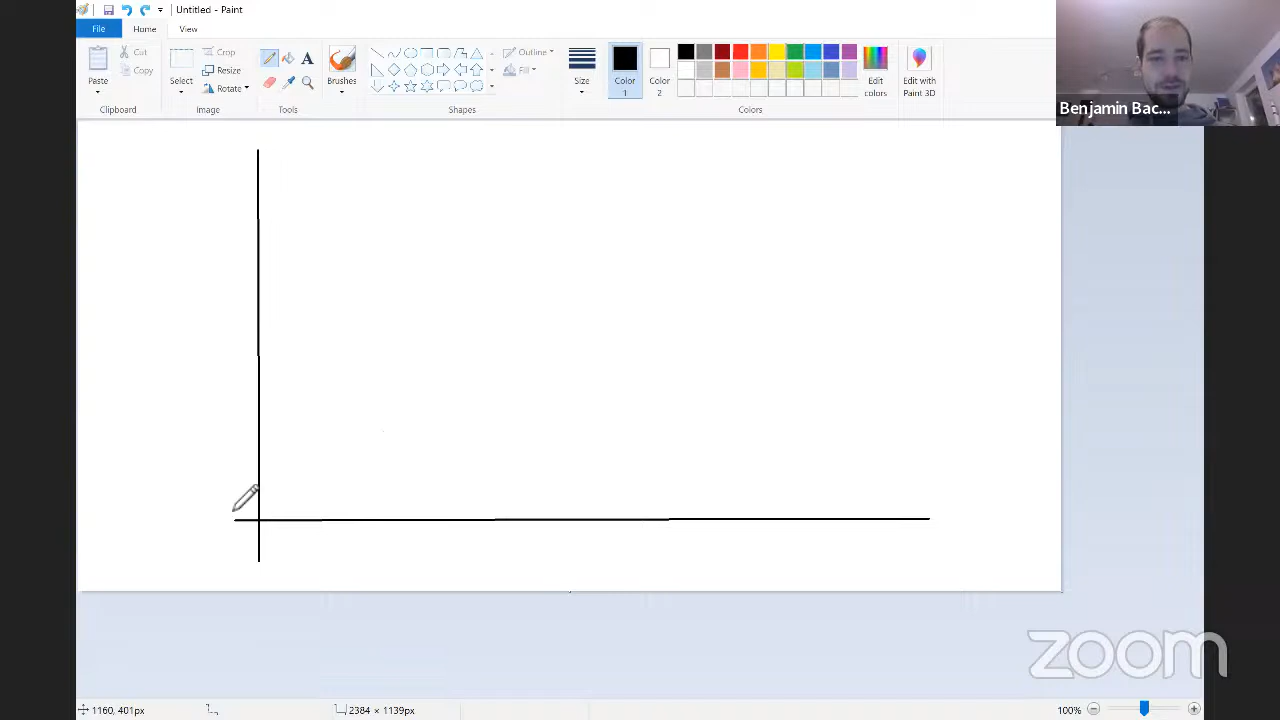 Untitled - Paint
File
Home
View
Paste
Cut
Copy
Clipboard
Select
Crop
Resize
Rotate
Image
A
Tools
Brushes
Outline
Fill
Shapes
Size
Color
1
Color
2
Edit
colors
Edit with
Paint 3D
Colors
Benjamin Bac...
zoom
1160, 401px
2384 × 1139px
100%